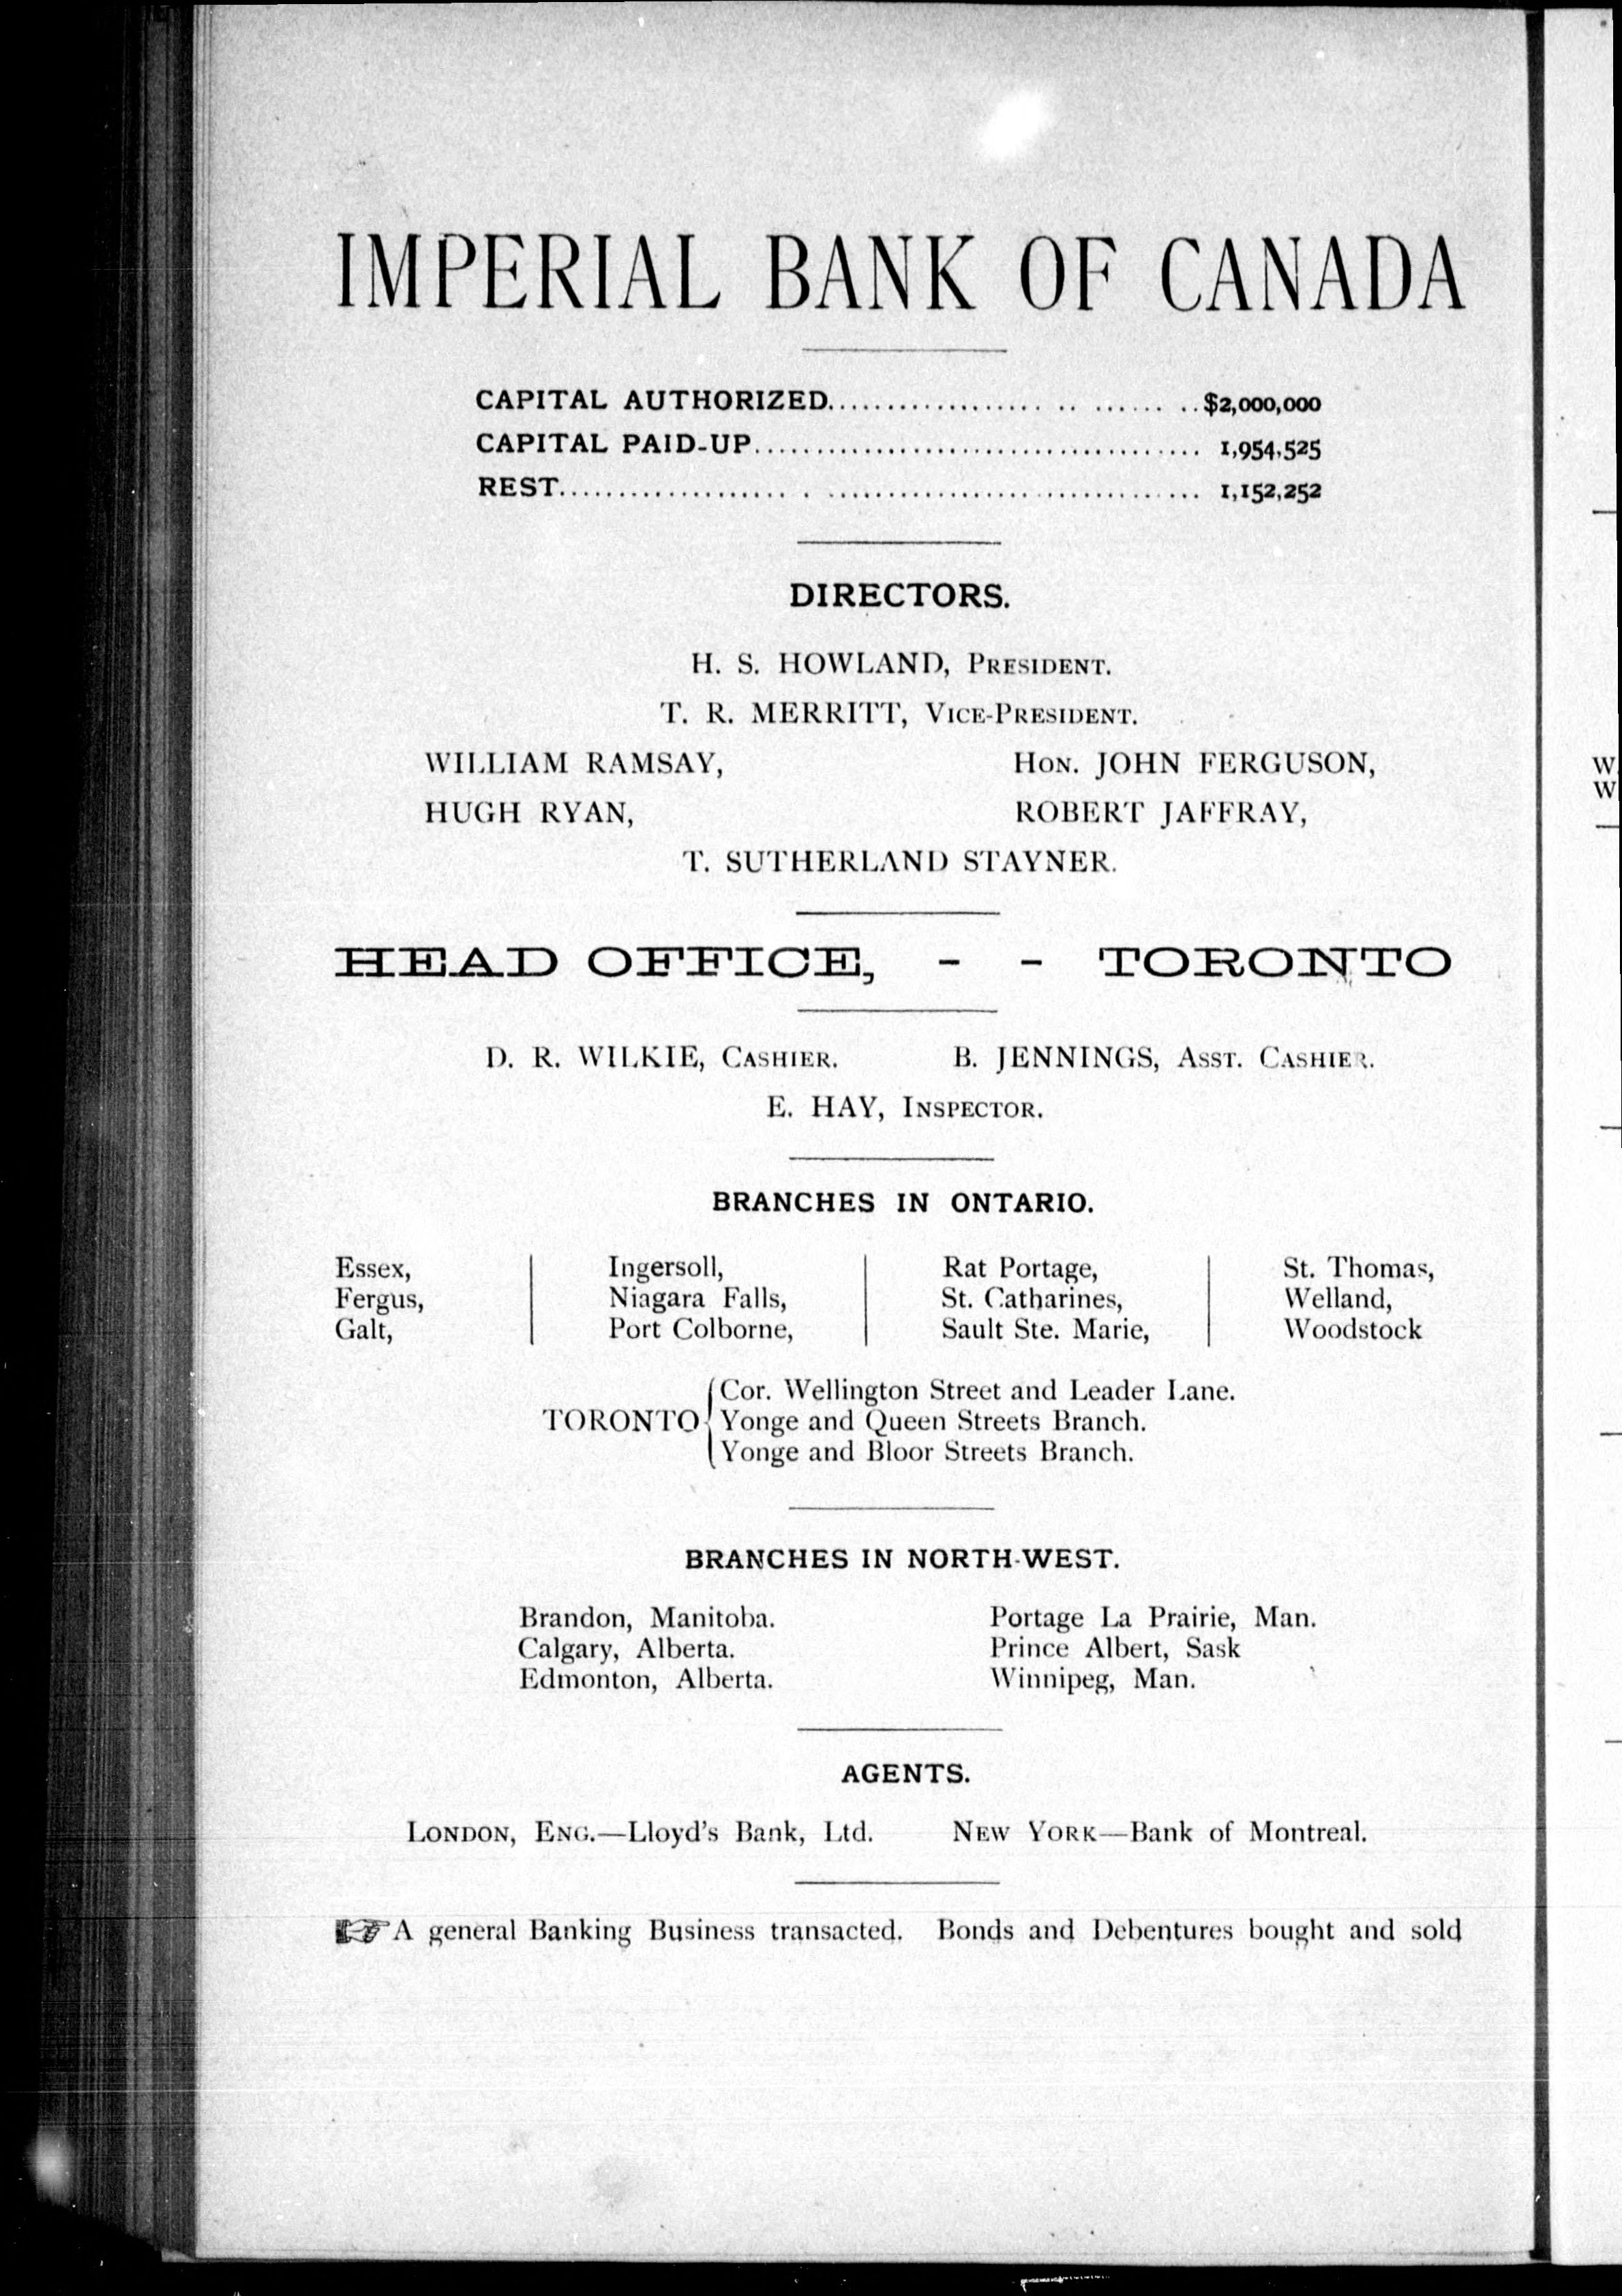 IMPERIAL BANK OF CANADA
CAPITAL AUTHORIZED........................ $2,000,000
CAPITAL PAID-UP........................ 1,954,525
REST........................ 1,152,252
DIRECTORS.
H. S. HOWLAND, PRESIDENT.
T. R. MERRITT, VICE-PRESIDENT.
WILLIAM RAMSAY, HON. JOHN FERGUSON,
HUGH RYAN, ROBERT JAFFRAY,
T. SUTHERLAND STAYNER.
HEAD OFFICE, - - TORONTO
D. R. WILKIE, CASHIER. B. JENNINGS, ASST. CASHIER.
E. HAY, INSPECTOR.
BRANCHES IN ONTARIO.
Essex, Ingersoll, Rat Portage, St. Thomas,
Fergus, Niagara Falls, St. Catharines, Welland,
Galt, Port Colborne, Sault Ste. Marie, Woodstock
Cor. Wellington Street and Leader Lane.
TORONTO Yonge and Queen Streets Branch.
Yonge and Bloor Streets Branch.
BRANCHES IN NORTH-WEST.
Brandon, Manitoba. Portage La Prairie, Man.
Calgary, Alberta. Prince Albert, Sask
Edmonton, Alberta. Winnipeg, Man.
AGENTS.
LONDON, ENG.—Lloyd's Bank, Ltd. NEW YORK—Bank of Montreal.
☞ A general Banking Business transacted. Bonds and Debentures bought and sold